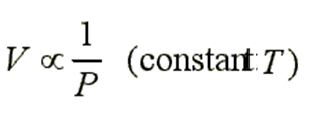 V ∝ 1/P (constant T)